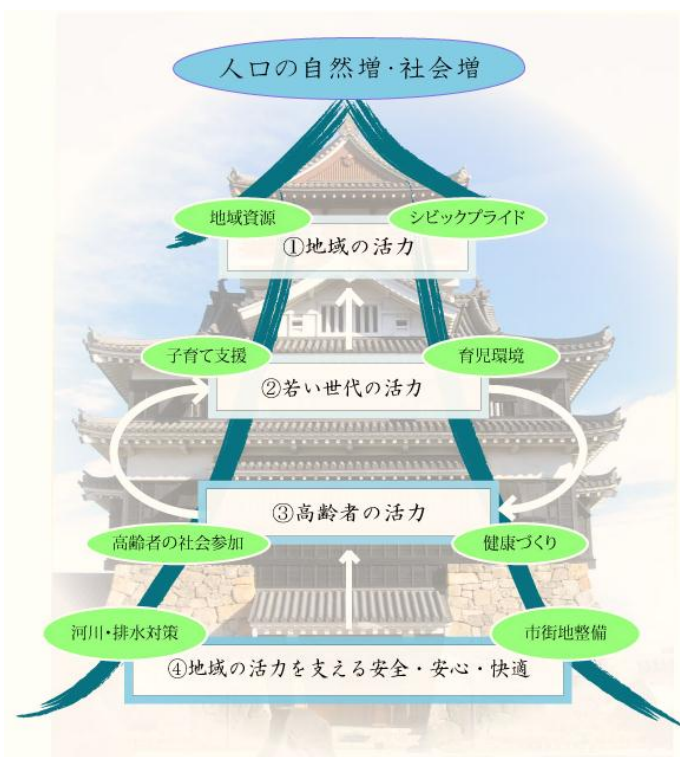 人口の自然増・社会増
地域資源
シビックプライド
①地域の活力
子育て支援
育児環境
②若い世代の活力
③高齢者の活力
高齢者の社会参加
健康づくり
河川・排水対策
市街地整備
④地域の活力を支える安全・安心・快適